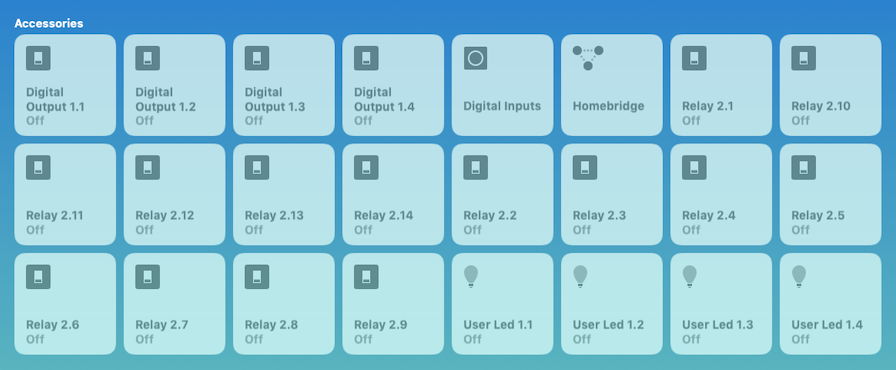 Accessories
Digital
Output 1.1
Off
Digital
Output 1.2
Off
Digital
Output 1.3
Off
Digital
Output 1.4
Off
Digital Inputs
Homebridge
Relay 2.1
Off
Relay 2.10
Off
Relay 2.11
Off
Relay 2.12
Off
Relay 2.13
Off
Relay 2.14
Off
Relay 2.2
Off
Relay 2.3
Off
Relay 2.4
Off
Relay 2.5
Off
Relay 2.6
Off
Relay 2.7
Off
Relay 2.8
Off
Relay 2.9
Off
User Led 1.1
Off
User Led 1.2
Off
User Led 1.3
Off
User Led 1.4
Off